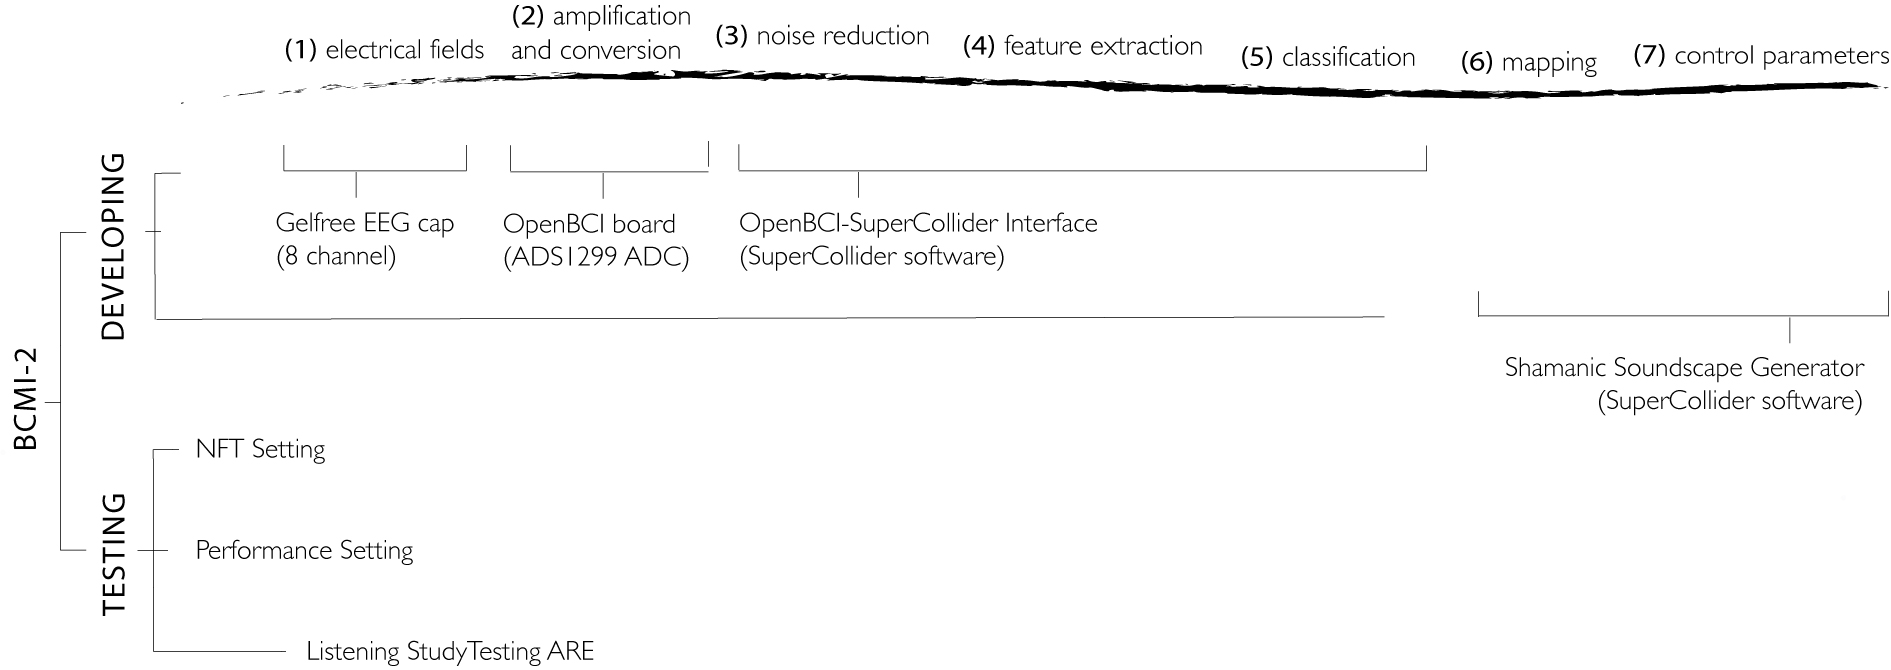 (1) electrical fields
(2) amplification
and conversion
(3) noise reduction
(4) feature extraction
(5) classification
(6) mapping
(7) control parameters
BCMI-2
DEVELOPING
Gelfree EEG cap
(8 channel)
OpenBCI board
(ADS1299 ADC)
OpenBCI-SuperCollider Interface
(SuperCollider software)
Shamanic Soundscape Generator
(SuperCollider software)
TESTING
NFT Setting
Performance Setting
Listening StudyTesting ARE